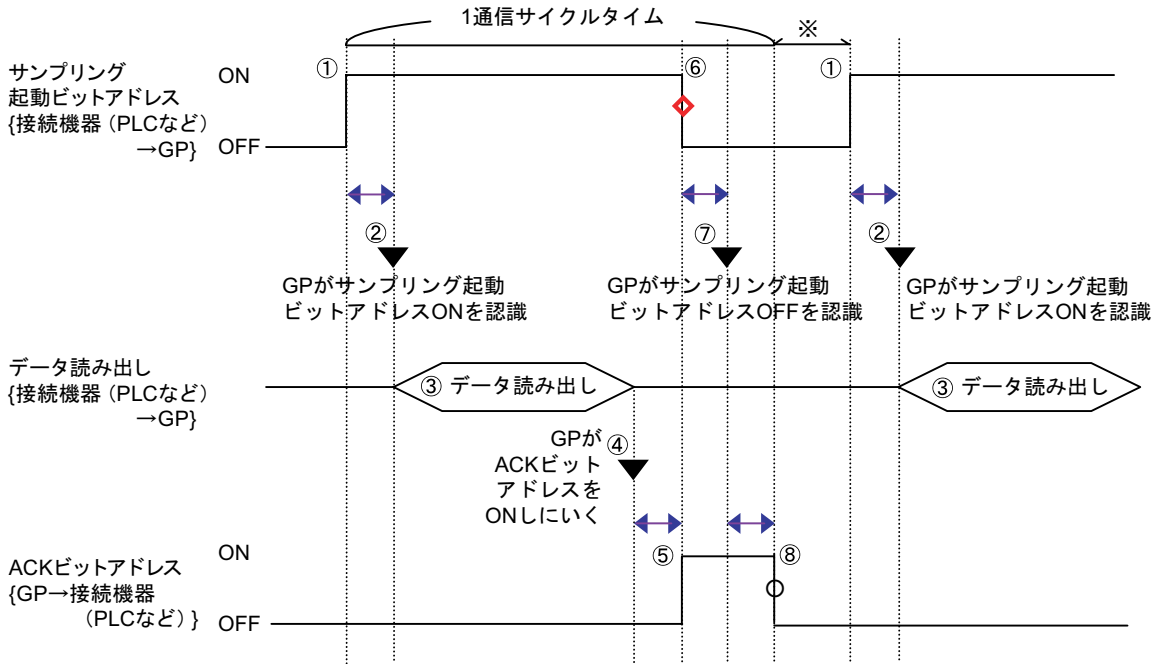 1通信サイクルタイム
※
サンプリング
起動ビットアドレス
{接続機器（PLCなど）
→GP}
ON
OFF
①
⑥
①
②
⑦
②
GPがサンプリング起動
ビットアドレスONを認識
GPがサンプリング起動
ビットアドレスOFFを認識
GPがサンプリング起動
ビットアドレスONを認識
データ読み出し
{接続機器（PLCなど）
→GP}
③ データ読み出し
③ データ読み出し
GPが
ACKビット
アドレスを
ONしにいく
④
ACKビットアドレス
{GP→接続機器
（PLCなど）}
ON
OFF
⑤
⑧